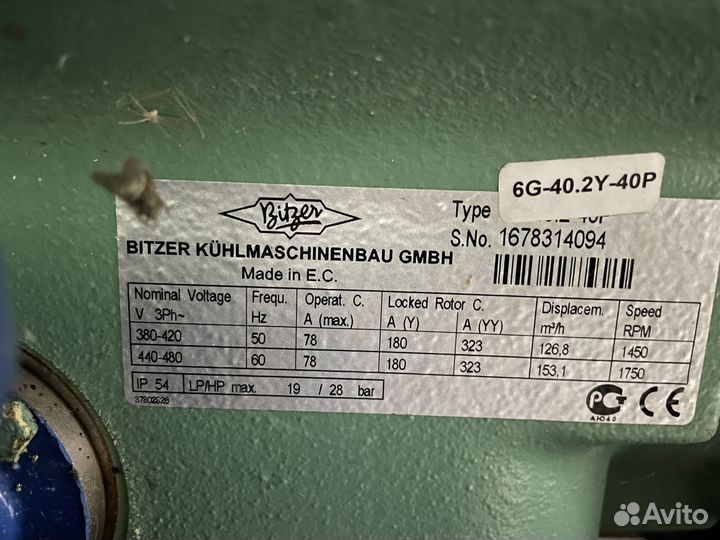 Bitzer
BITZER KÜHLMASCHINENBAU GMBH
Made in E.C.
Type
6G-40.2Y-40P
S.No. 1678314094
Nominal Voltage Frequ. Operat. C. Locked Rotor C. Displacem. Speed
V 3Ph~ Hz A (max.) A (Y) A (YY) m³/h RPM
380-420 50 78 180 323 126,8 1450
440-480 60 78 180 323 153,1 1750
IP 54 LP/HP max. 19 / 28 bar
37802828
РСТ CE
Avito